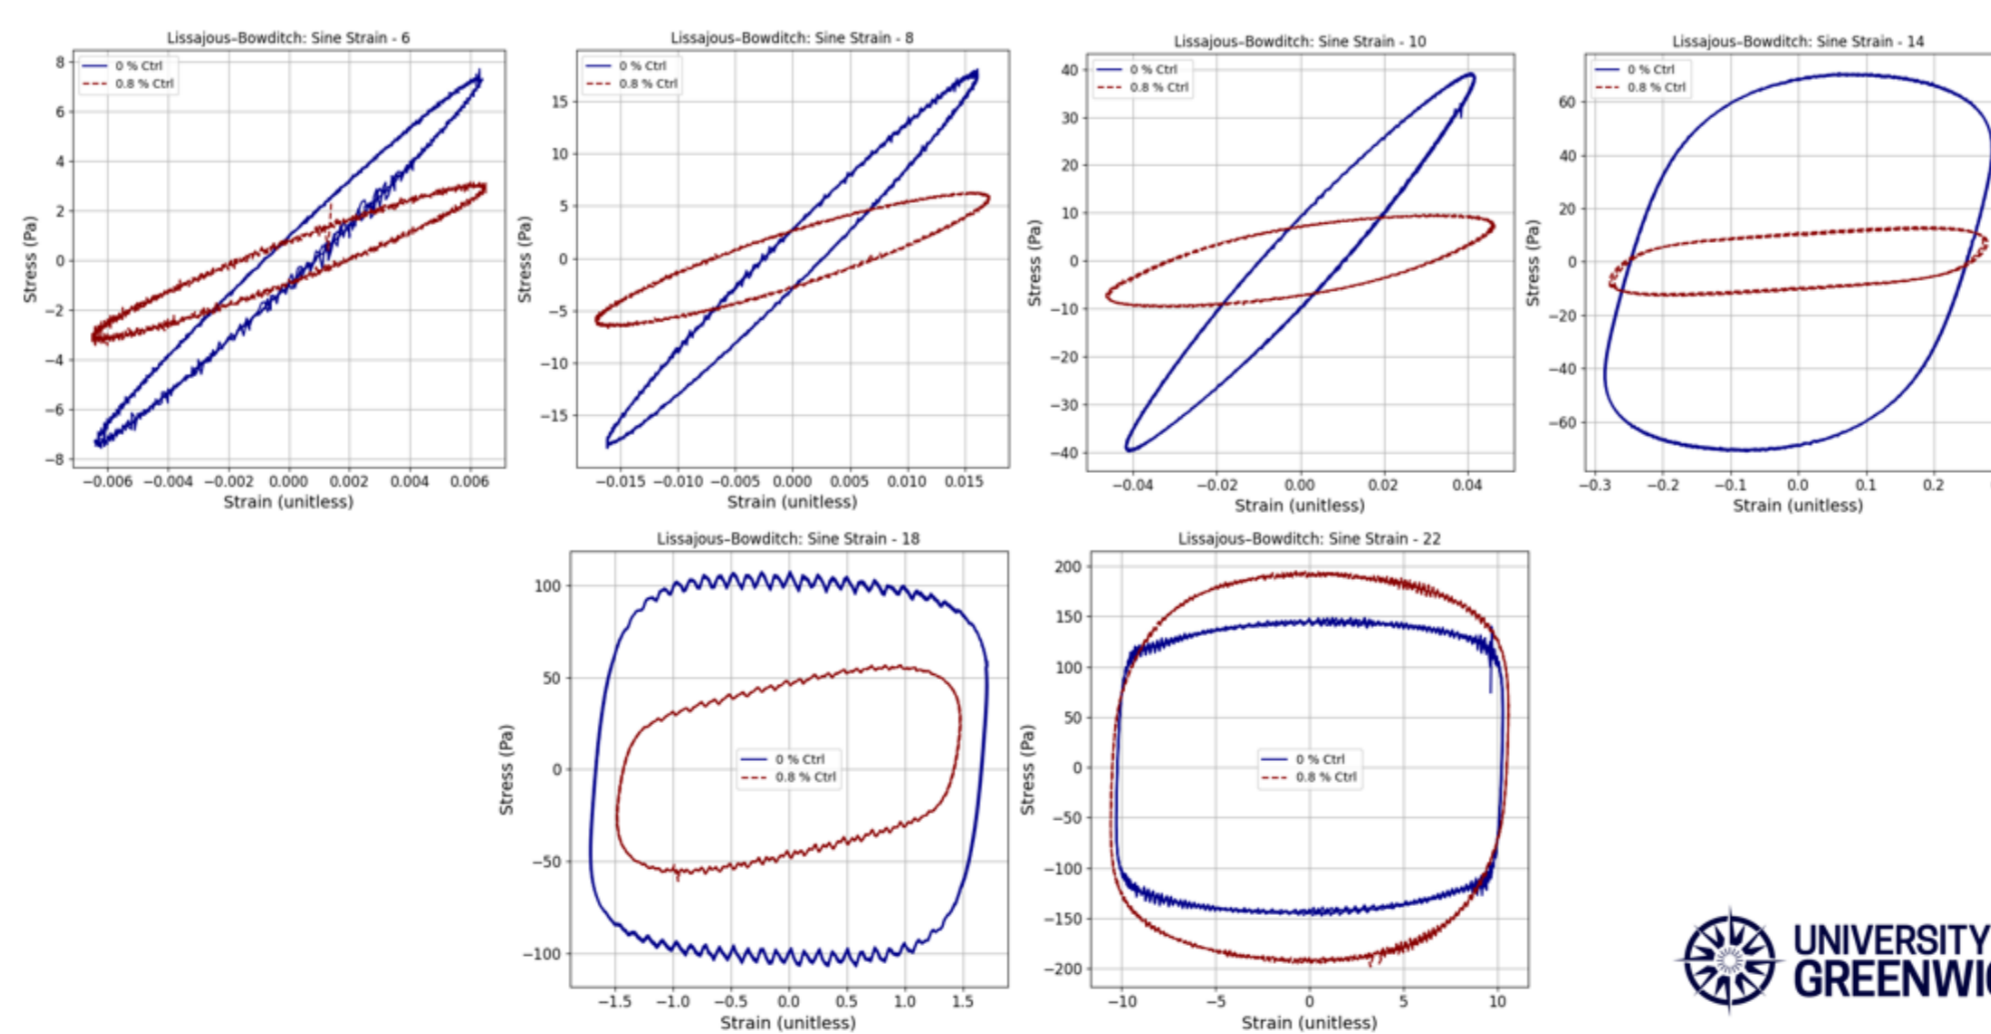 Lissajous–Bowditch: Sine Strain - 6
0 % Ctrl
0.8 % Ctrl
8
6
4
2
0
−2
−4
−6
−8
Stress (Pa)
−0.006 −0.004 −0.002 0.000 0.002 0.004 0.006
Strain (unitless)
Lissajous–Bowditch: Sine Strain - 8
0 % Ctrl
0.8 % Ctrl
15
10
5
0
−5
−10
−15
Stress (Pa)
−0.015 −0.010 −0.005 0.000 0.005 0.010 0.015
Strain (unitless)
Lissajous–Bowditch: Sine Strain - 10
0 % Ctrl
0.8 % Ctrl
40
30
20
10
0
−10
−20
−30
−40
Stress (Pa)
−0.04 −0.02 0.00 0.02 0.04
Strain (unitless)
Lissajous–Bowditch: Sine Strain - 14
0 % Ctrl
0.8 % Ctrl
60
40
20
0
−20
−40
−60
Stress (Pa)
−0.3 −0.2 −0.1 0.0 0.1 0.2
Strain (unitless)
Lissajous–Bowditch: Sine Strain - 18
100
50
0
−50
−100
Stress (Pa)
0 % Ctrl
0.8 % Ctrl
−1.5 −1.0 −0.5 0.0 0.5 1.0 1.5
Strain (unitless)
Lissajous–Bowditch: Sine Strain - 22
200
150
100
50
0
−50
−100
−150
−200
Stress (Pa)
0 % Ctrl
0.8 % Ctrl
−10 −5 0 5 10
Strain (unitless)
UNIVERSITY
GREENWI